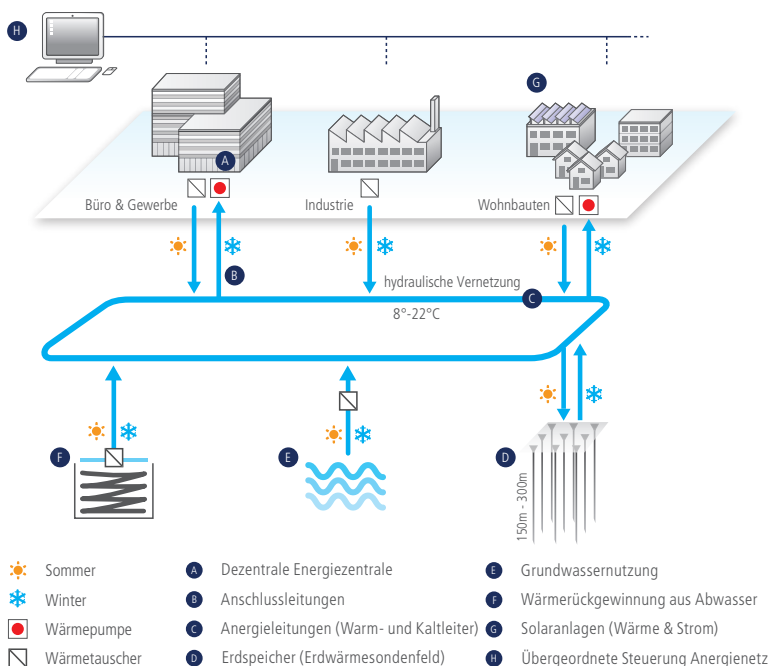 H
G
A
Büro & Gewerbe
Industrie
Wohnbauten
B
hydraulische Vernetzung
C
8°-22°C
F
E
D
150m - 300m
Sommer
Winter
Wärmepumpe
Wärmetauscher
A Dezentrale Energiezentrale
B Anschlussleitungen
C Anergieleitungen (Warm- und Kaltleiter)
D Erdspeicher (Erdwärmesondenfeld)
E Grundwassernutzung
F Wärmerückgewinnung aus Abwasser
G Solaranlagen (Wärme & Strom)
H Übergeordnete Steuerung Anergienetz